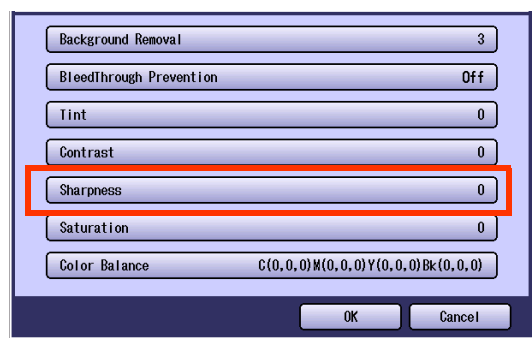 Background Removal 3
BleedThrough Prevention Off
Tint 0
Contrast 0
Sharpness 0
Saturation 0
Color Balance C(0,0,0)M(0,0,0)Y(0,0,0)Bk(0,0,0)
OK Cancel